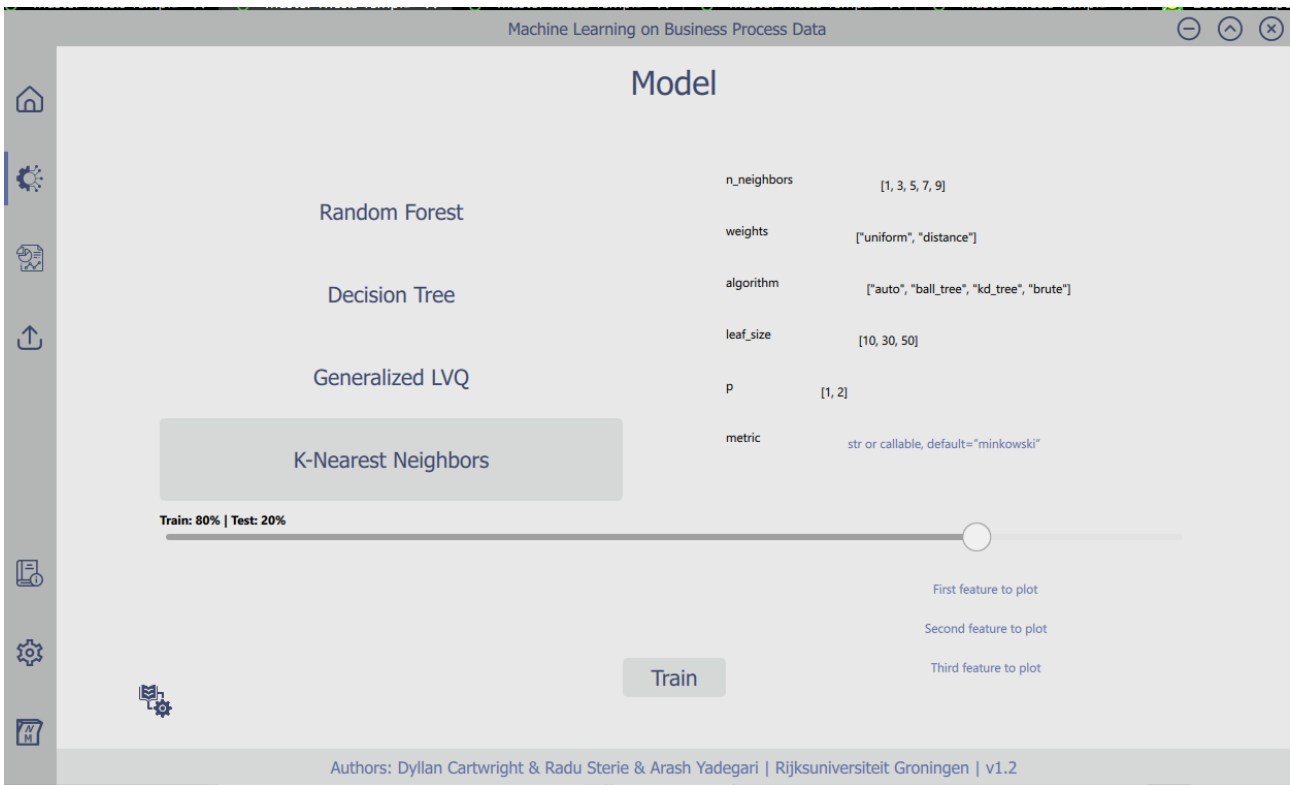 Machine Learning on Business Process Data
Model
Random Forest
Decision Tree
Generalized LVQ
K-Nearest Neighbors
n_neighbors
[1, 3, 5, 7, 9]
weights
["uniform", "distance"]
algorithm
["auto", "ball_tree", "kd_tree", "brute"]
leaf_size
[10, 30, 50]
p
[1, 2]
metric
str or callable, default="minkowski"
Train: 80% | Test: 20%
First feature to plot
Second feature to plot
Third feature to plot
Train
N
M
Authors: Dyllan Cartwright & Radu Sterie & Arash Yadegari | Rijksuniversiteit Groningen | v1.2